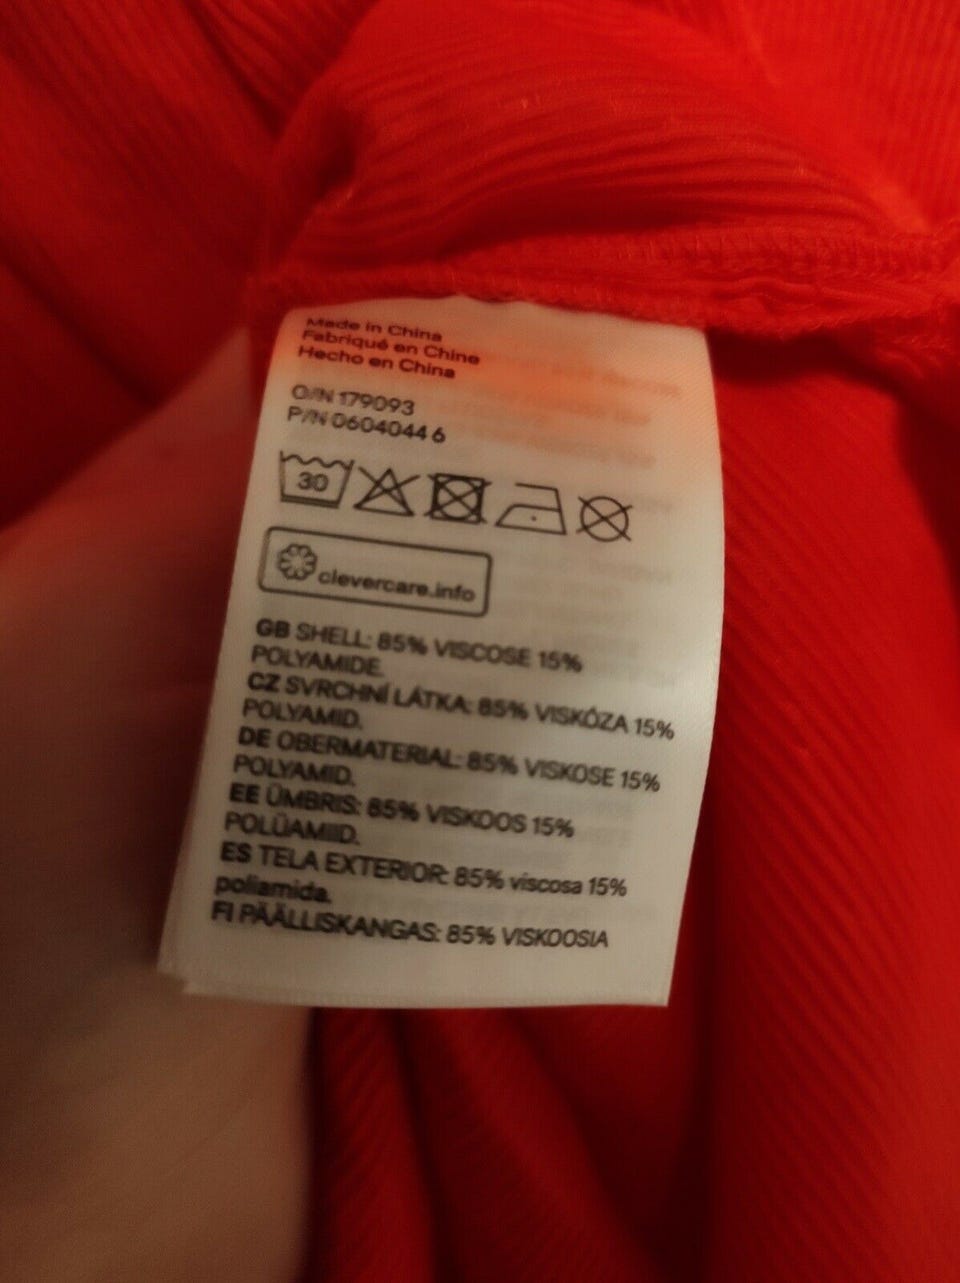 Made in China
Fabriqué en Chine
Hecho en China
O/N 179093
P/N 0604044 6
30
clevercare.info
GB SHELL: 85% VISCOSE 15%
POLYAMIDE.
CZ SVRCHNÍ LÁTKA: 85% VISKÓZA 15%
POLYAMID.
DE OBERMATERIAL: 85% VISKOSE 15%
POLYAMID.
EE ÜMBRIS: 85% VISKOOS 15%
POLÜAMIID.
ES TELA EXTERIOR: 85% viscosa 15%
poliamida.
FI PÄÄLLISKANGAS: 85% VISKOOSIA